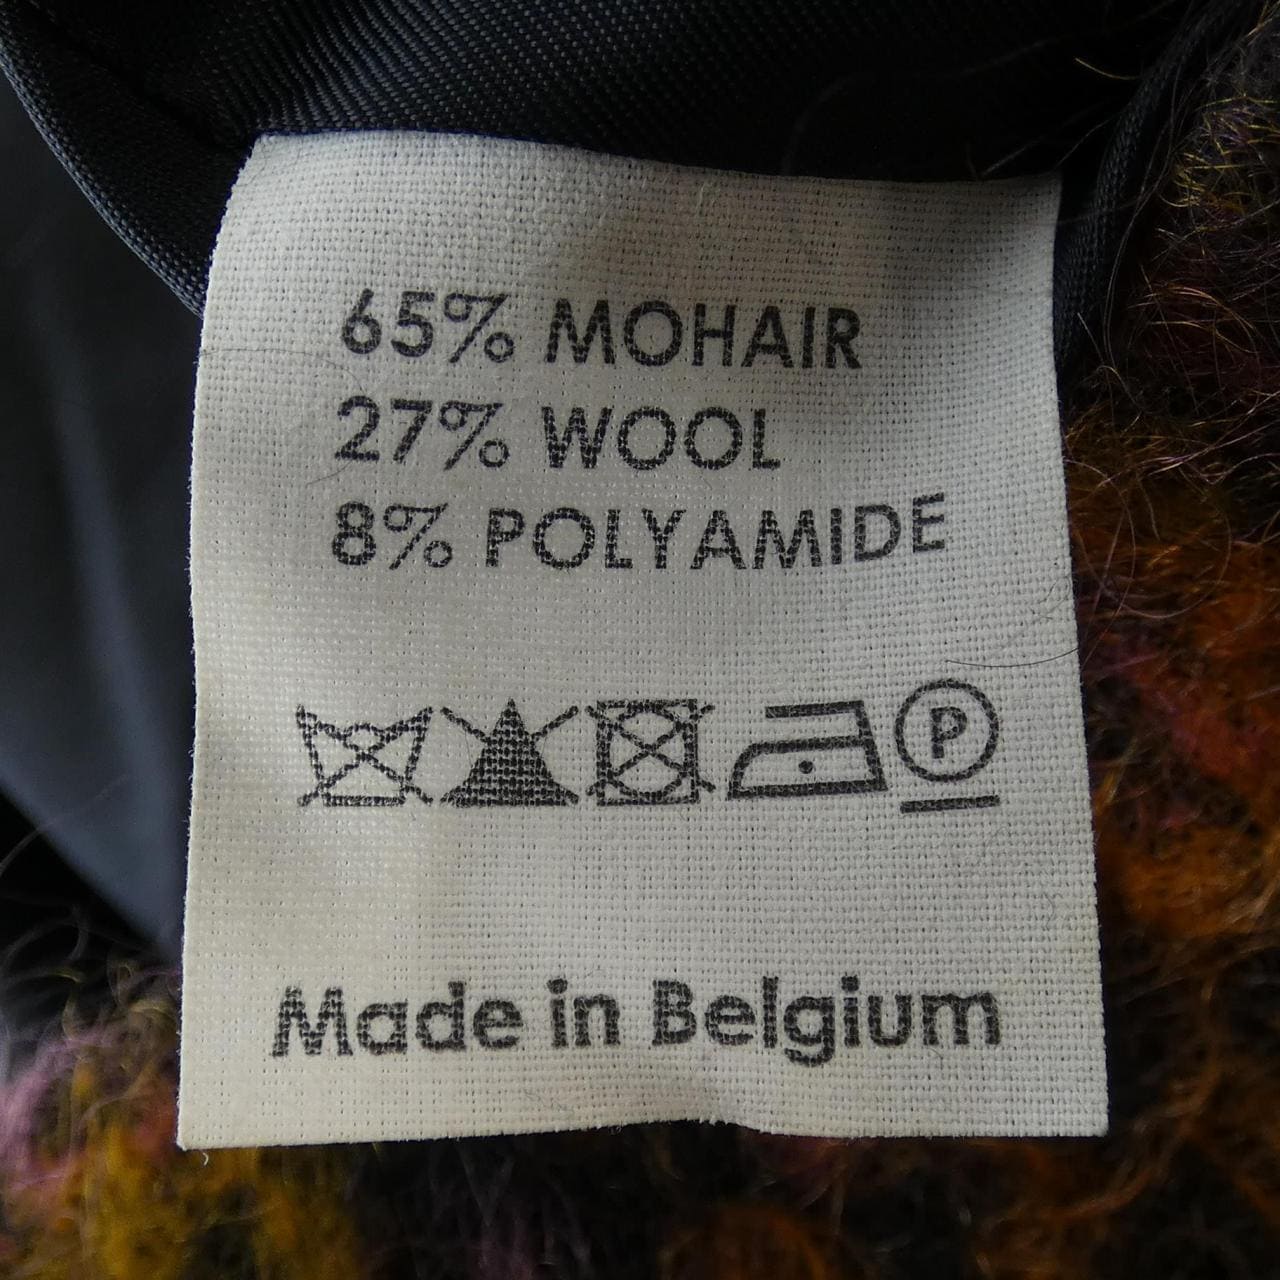 65% MOHAIR
27% WOOL
8% POLYAMIDE
P
Made in Belgium